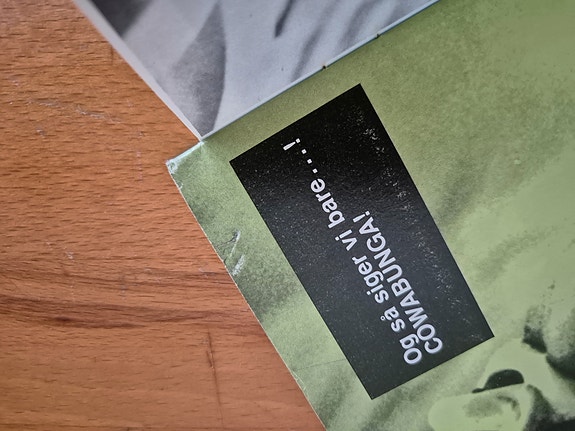 Og så siger vi bare....!
COWABUNGA!